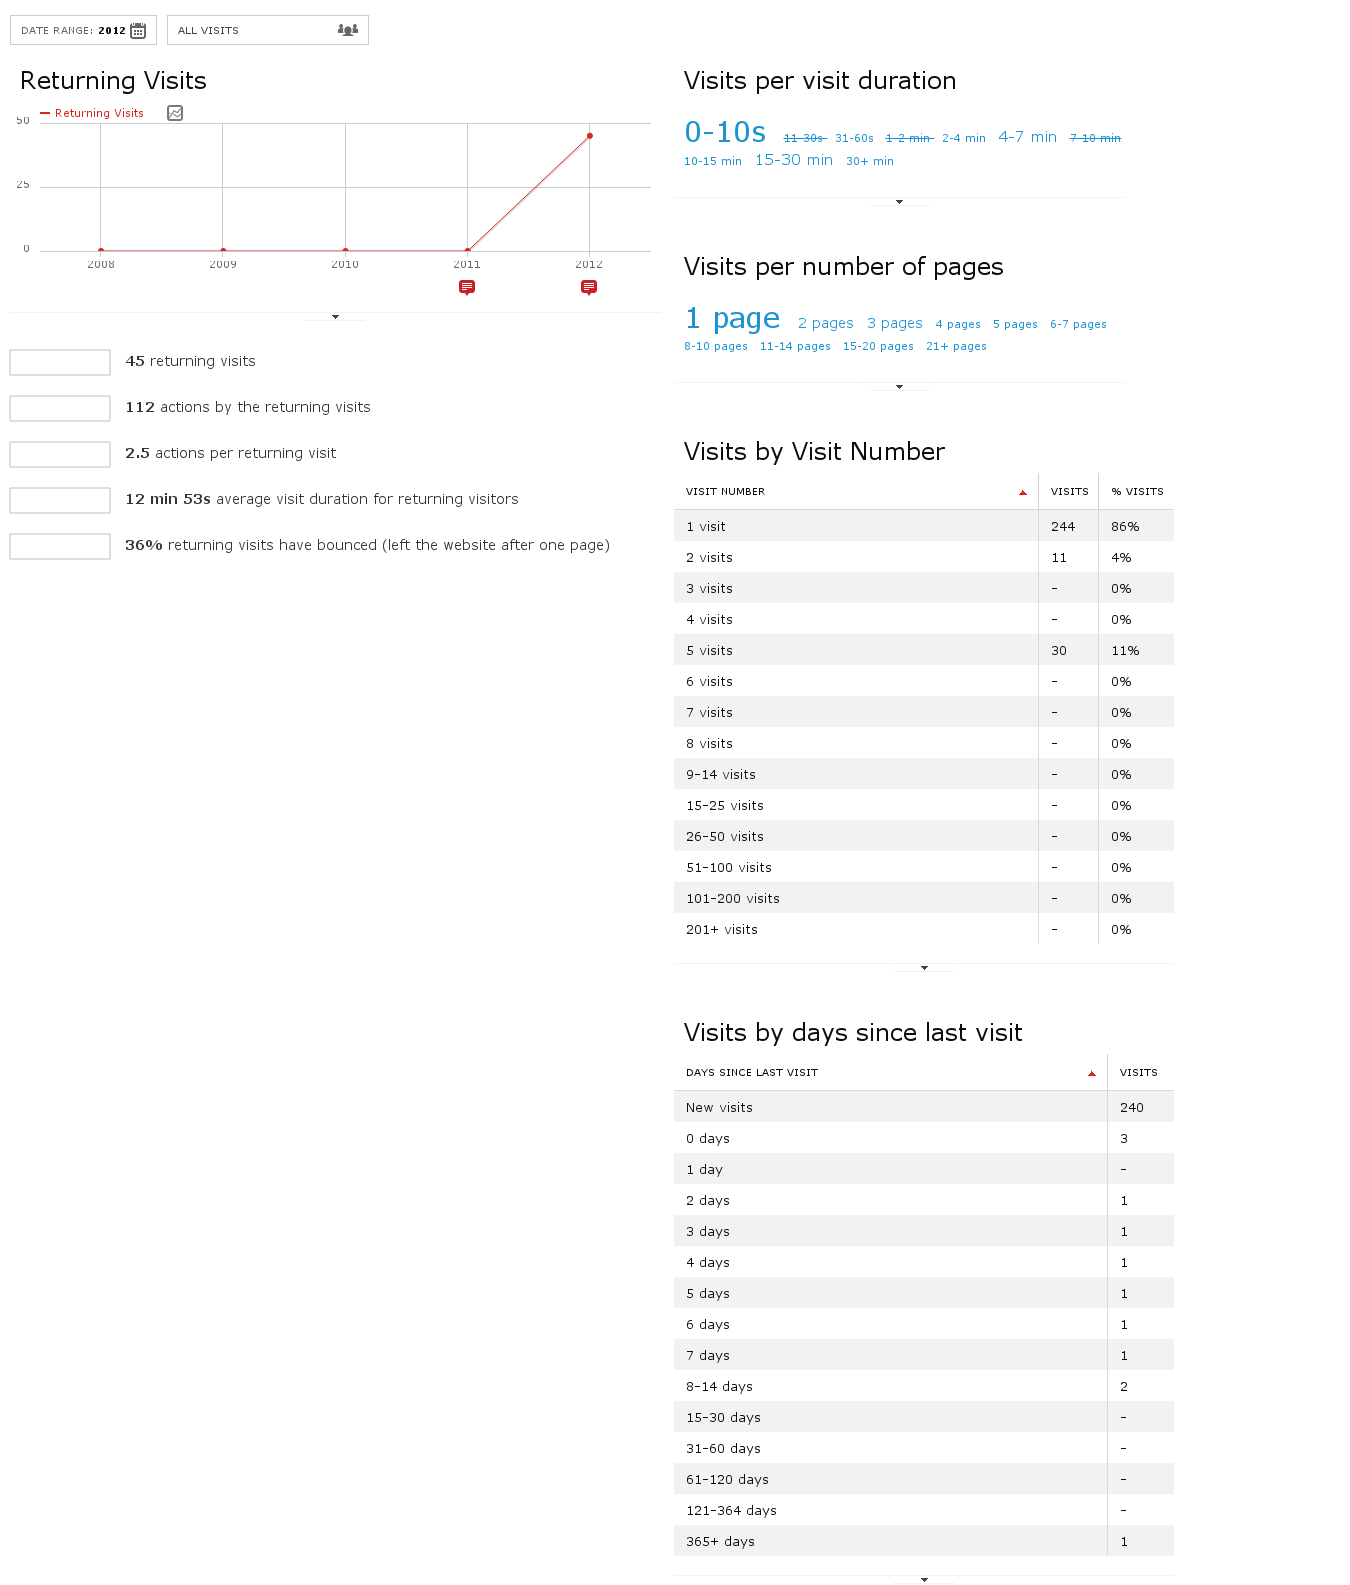 DATE RANGE: 2012
ALL VISITS
Returning Visits
Returning Visits
50
25
0
2008 2009 2010 2011 2012
45 returning visits
112 actions by the returning visits
2.5 actions per returning visit
12 min 53s average visit duration for returning visitors
36% returning visits have bounced (left the website after one page)
Visits per visit duration
0-10s 11-30s 31-60s 1-2 min 2-4 min 4-7 min 7-10 min
10-15 min 15-30 min 30+ min
Visits per number of pages
1 page 2 pages 3 pages 4 pages 5 pages 6-7 pages
8-10 pages 11-14 pages 15-20 pages 21+ pages
Visits by Visit Number
VISIT NUMBER VISITS % VISITS
1 visit 244 86%
2 visits 11 4%
3 visits - 0%
4 visits - 0%
5 visits 30 11%
6 visits - 0%
7 visits - 0%
8 visits - 0%
9-14 visits - 0%
15-25 visits - 0%
26-50 visits - 0%
51-100 visits - 0%
101-200 visits - 0%
201+ visits - 0%
Visits by days since last visit
DAYS SINCE LAST VISIT VISITS
New visits 240
0 days 3
1 day -
2 days 1
3 days 1
4 days 1
5 days 1
6 days 1
7 days 1
8-14 days 2
15-30 days -
31-60 days -
61-120 days -
121-364 days -
365+ days 1